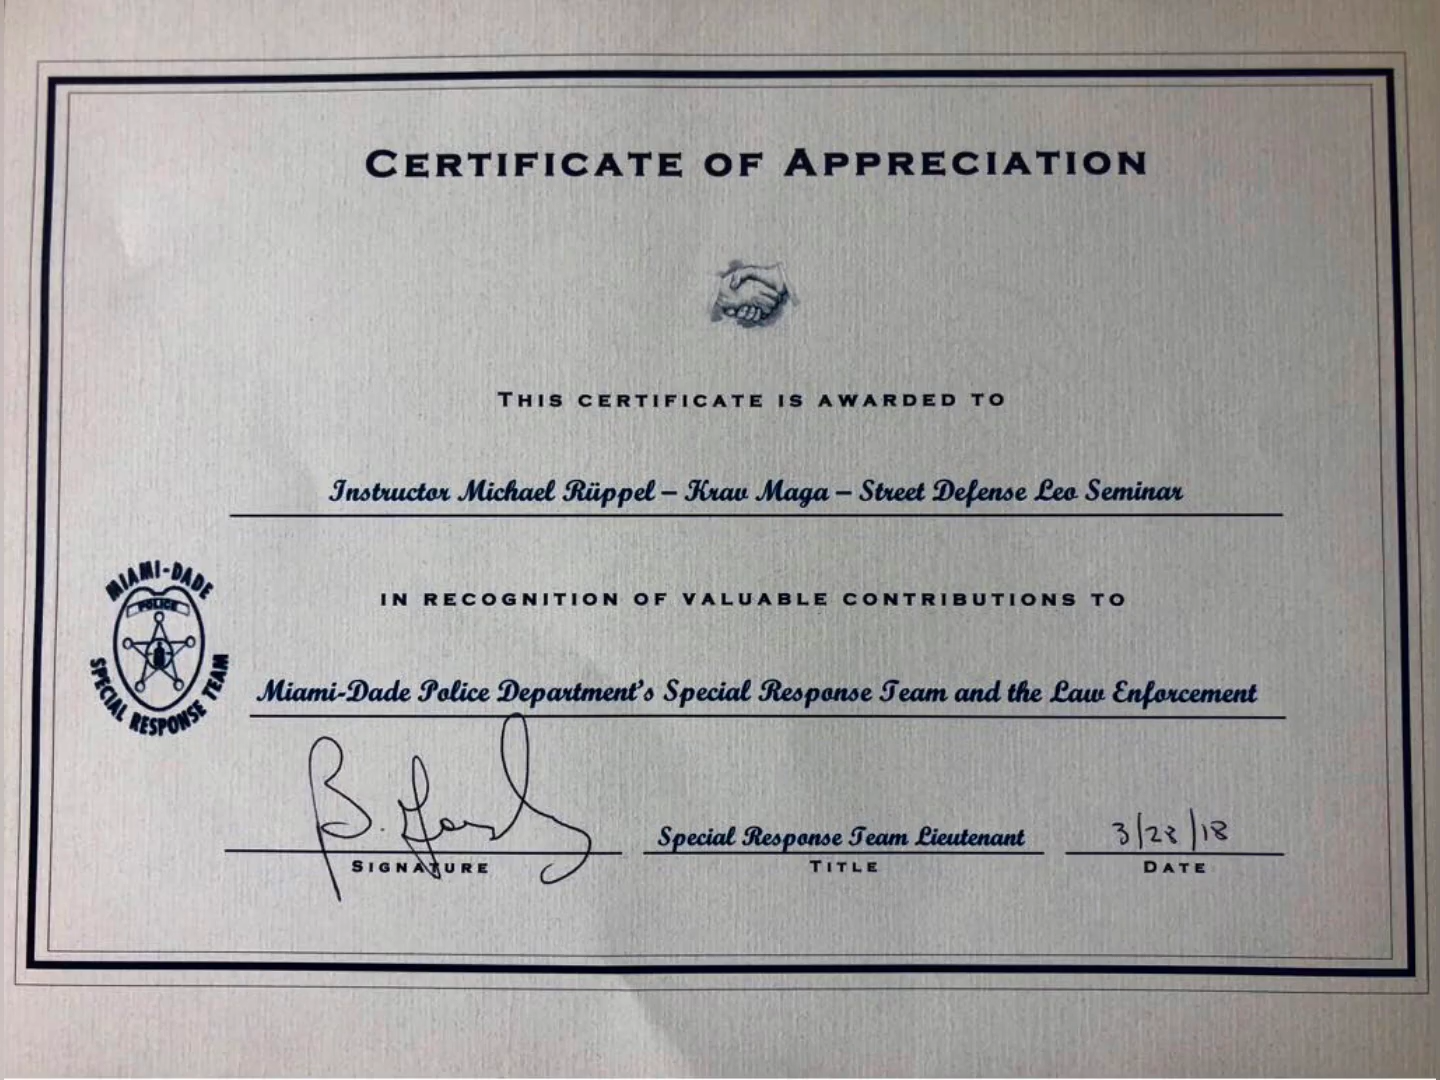 CERTIFICATE OF APPRECIATION
THIS CERTIFICATE IS AWARDED TO
Instructor Michael Rüppel – Krav Maga – Street Defense Leo Seminar
IN RECOGNITION OF VALUABLE CONTRIBUTIONS TO
MIAMI-DADE
POLICE
SPECIAL RESPONSE TEAM
Miami-Dade Police Department's Special Response Team and the Law Enforcement
B.
Special Response Team Lieutenant
3/28/18
SIGNATURE
TITLE
DATE